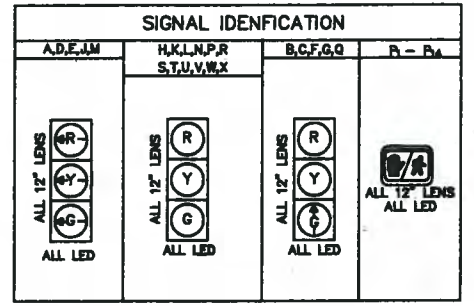 SIGNAL IDENFICATION
A,D,E,J,M
H,K,L,N,P,R
S,T,U,V,W,X
B,C,F,G,Q
ALL 12" LENS
R
Y
G
ALL LED
ALL 12" LENS
R
Y
G
ALL LED
ALL 12" LENS
R
Y
G
ALL LED
ALL 12" LENS
ALL LED